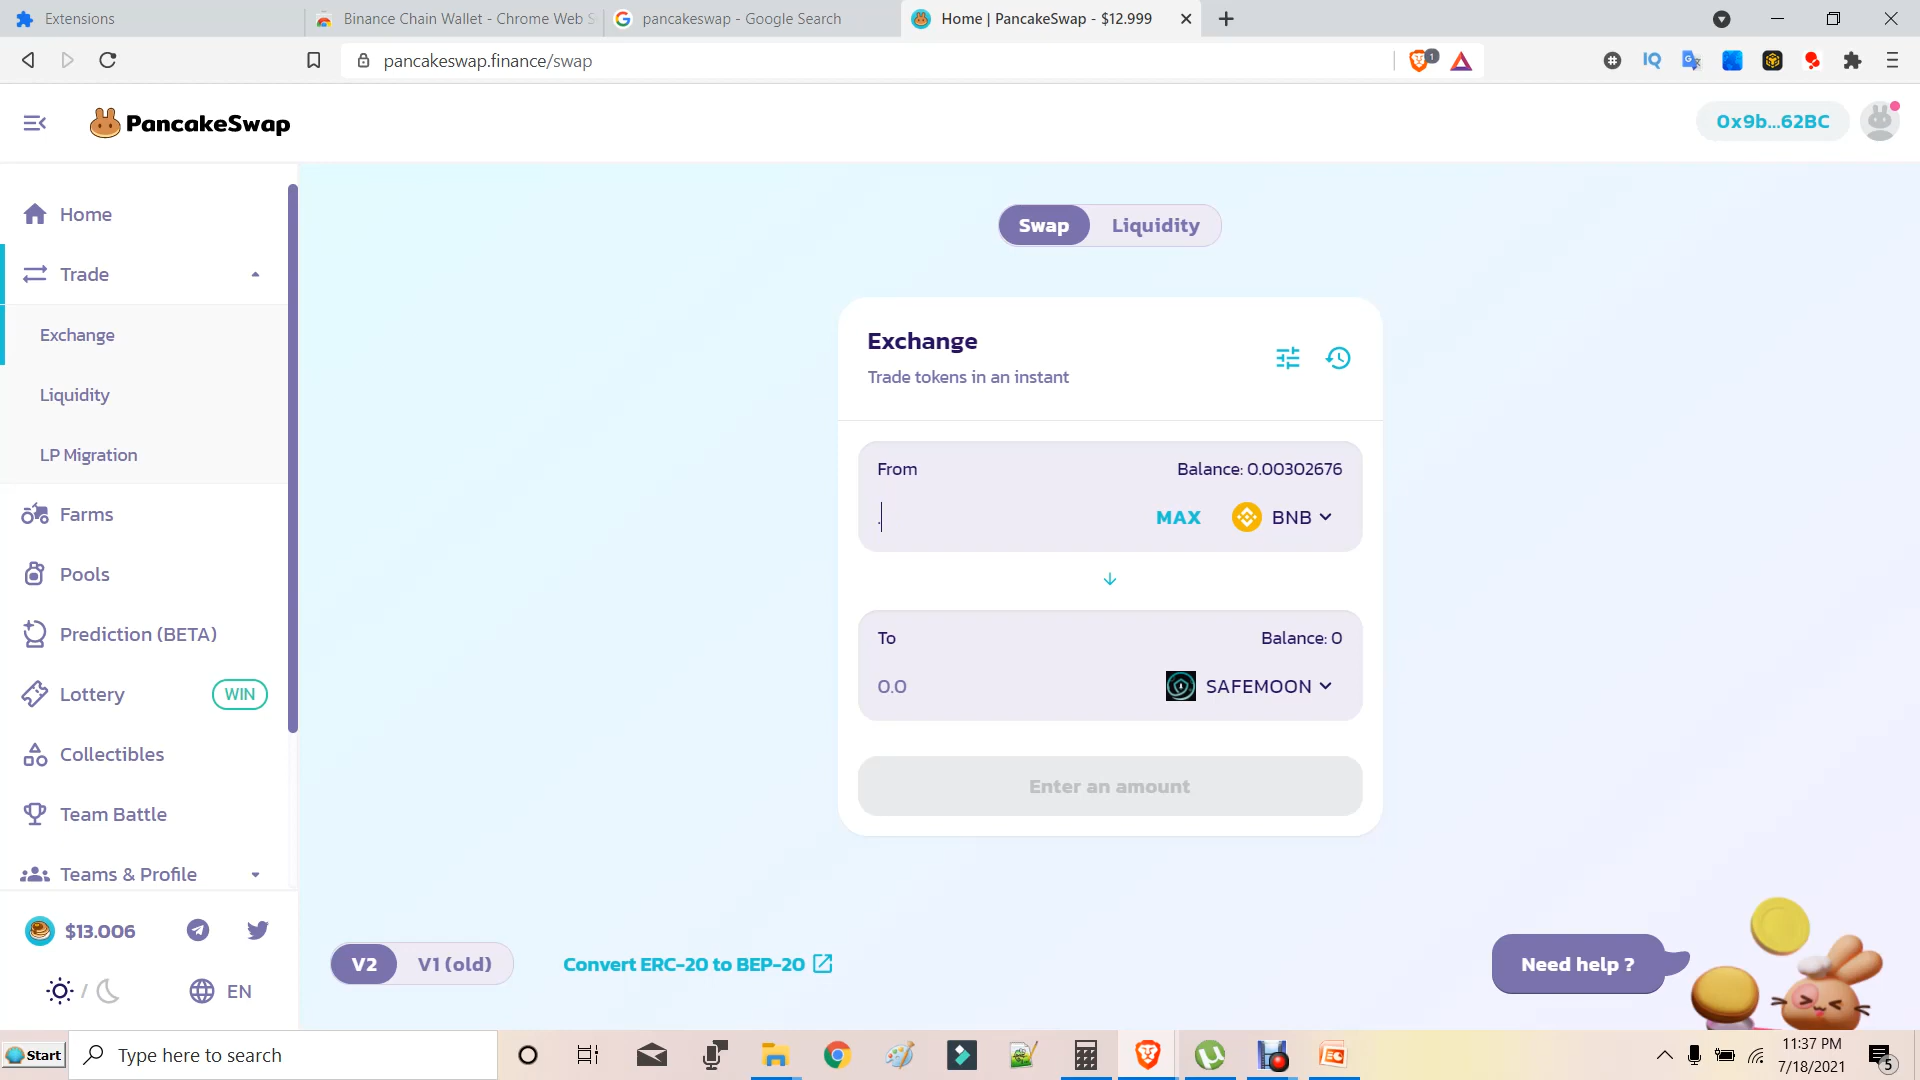 Extensions
Binance Chain Wallet - Chrome Web S
pancakeswap - Google Search
Home | PancakeSwap - $12.999
pancakeswap.finance/swap
1
IQ
PancakeSwap
0x9b...62BC
Home
Trade
Exchange
Liquidity
LP Migration
Farms
Pools
Prediction (BETA)
Lottery
WIN
Collectibles
Team Battle
Teams & Profile
$13.006
/
EN
Swap
Liquidity
Exchange
Trade tokens in an instant
From
Balance: 0.00302676
.
MAX
BNB
To
Balance: 0
0.0
SAFEMOON
Enter an amount
V2
V1 (old)
Convert ERC-20 to BEP-20
Need help ?
Start
Type here to search
11:37 PM
7/18/2021
5